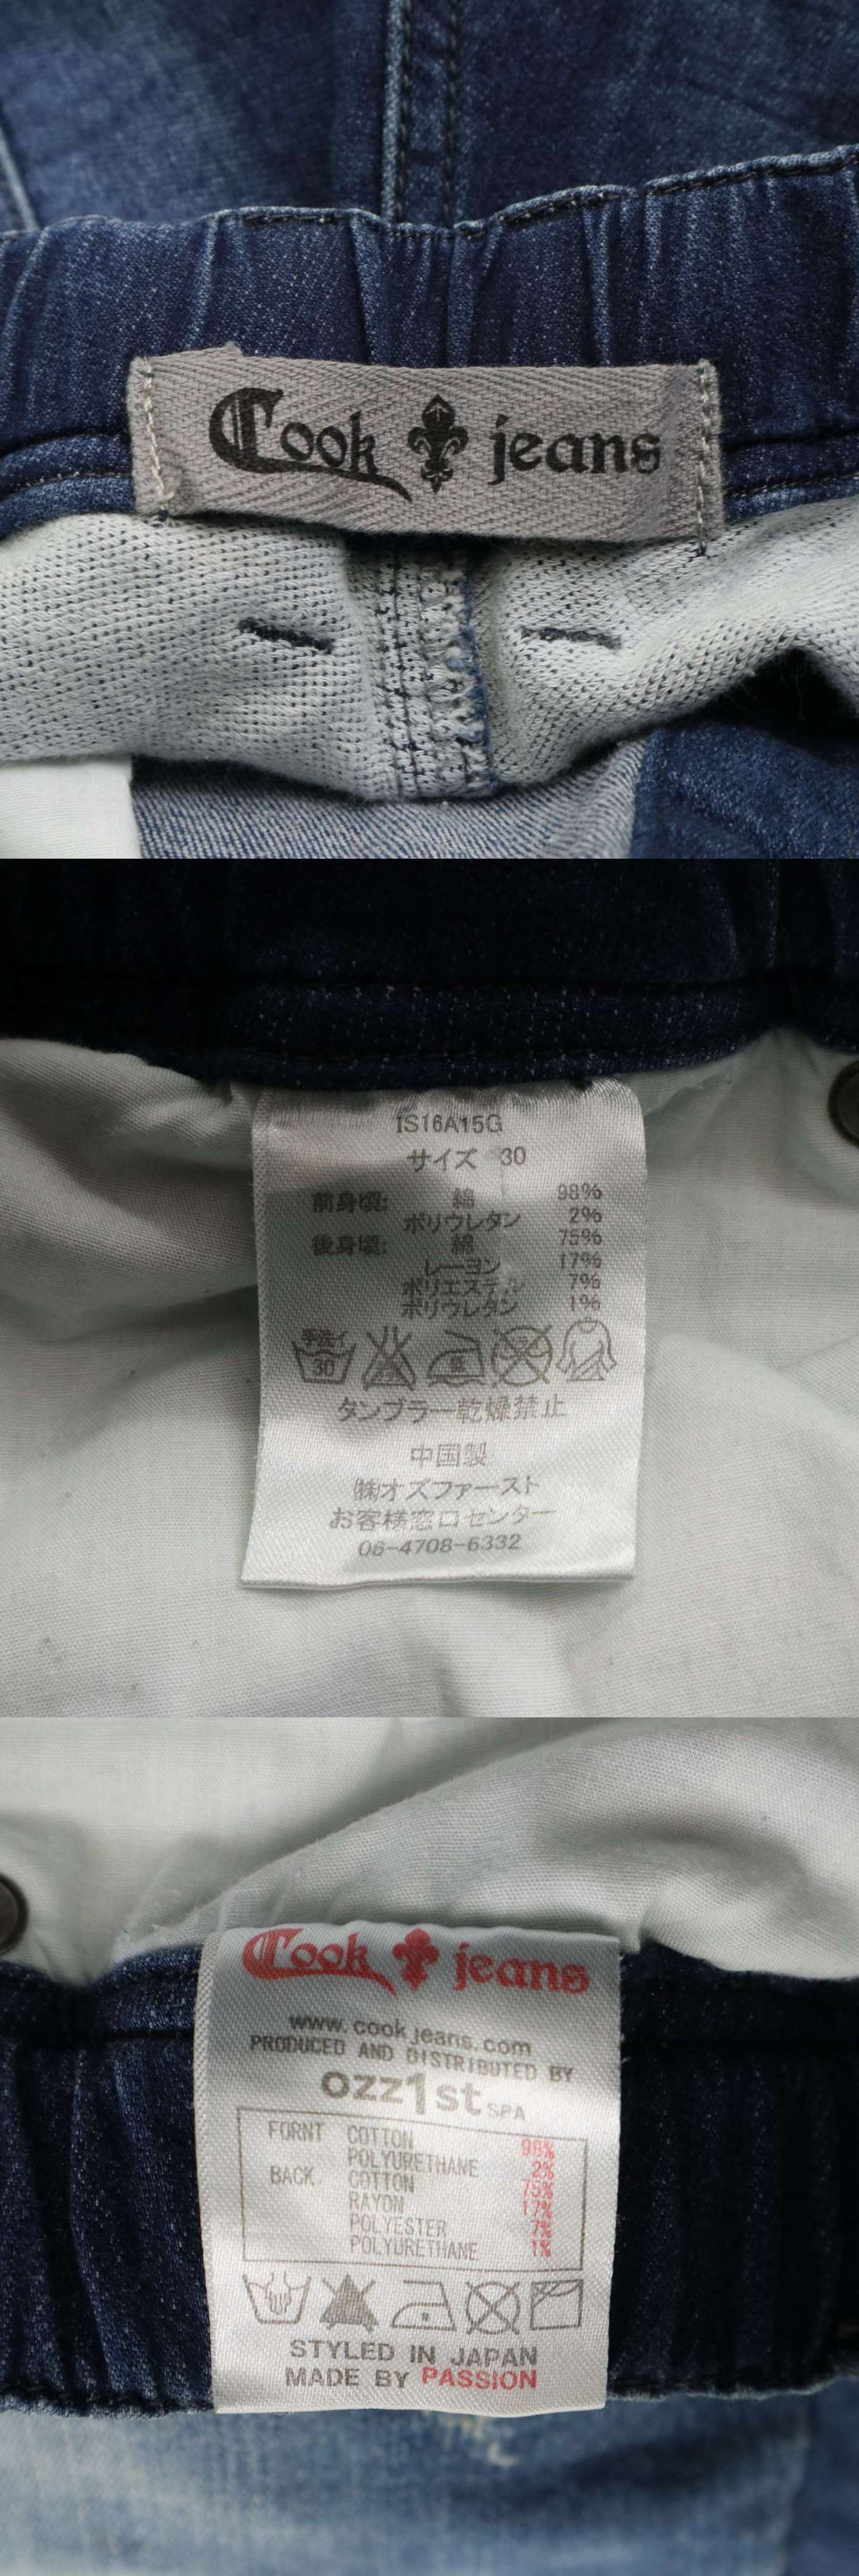 Cook jeans
IS16A15G
サイズ 30
前身頃: 綿 98%
ポリウレタン 2%
後身頃: 綿 75%
レーヨン 17%
ポリエステル 7%
ポリウレタン 1%
手洗イ
30
タンブラー乾燥禁止
中国製
㈱オズファースト
お客様窓口センター
06-4708-6332
Cook jeans
www.cookjeans.com
PRODUCED AND DISTRIBUTED BY
ozz1st SPA
FORNT COTTON 98%
POLYURETHANE 2%
BACK COTTON 75%
RAYON 17%
POLYESTER 7%
POLYURETHANE 1%
STYLED IN JAPAN
MADE BY PASSION